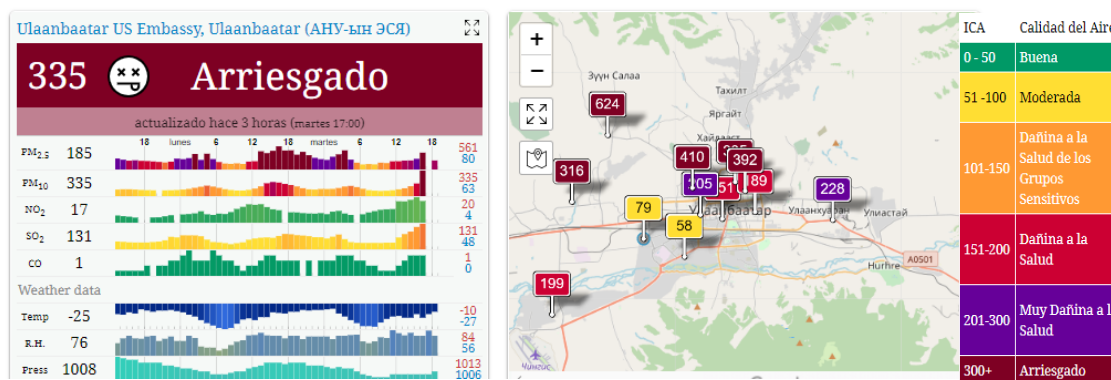 Ulaanbaatar US Embassy, Ulaanbaatar (АНУ-ын ЭСЯ)
335 Arriesgado
actualizado hace 3 horas (martes 17:00)
18 lunes 6 12 18 martes 6 12 18
PM2.5 185 561 80
PM10 335 335 63
NO2 17 20 4
SO2 131 131 48
CO 1 1 0
Weather data
Temp -25 -10 -27
R.H. 76 84 56
Press 1008 1013 1006
+
−
Зүүн Салаа
624
Тахилт
Яргайт
Хайлааст
410
392
316
205
51
189
228
79
58
Улаанбаатар
Улаанхуаран
Улиастай
A0501
Hurhre
199
Чингис
ICA Calidad del Aire
0 - 50 Buena
51 -100 Moderada
101-150 Dañina a la
Salud de los
Grupos
Sensitivos
151-200 Dañina a la
Salud
201-300 Muy Dañina a l
Salud
300+ Arriesgado